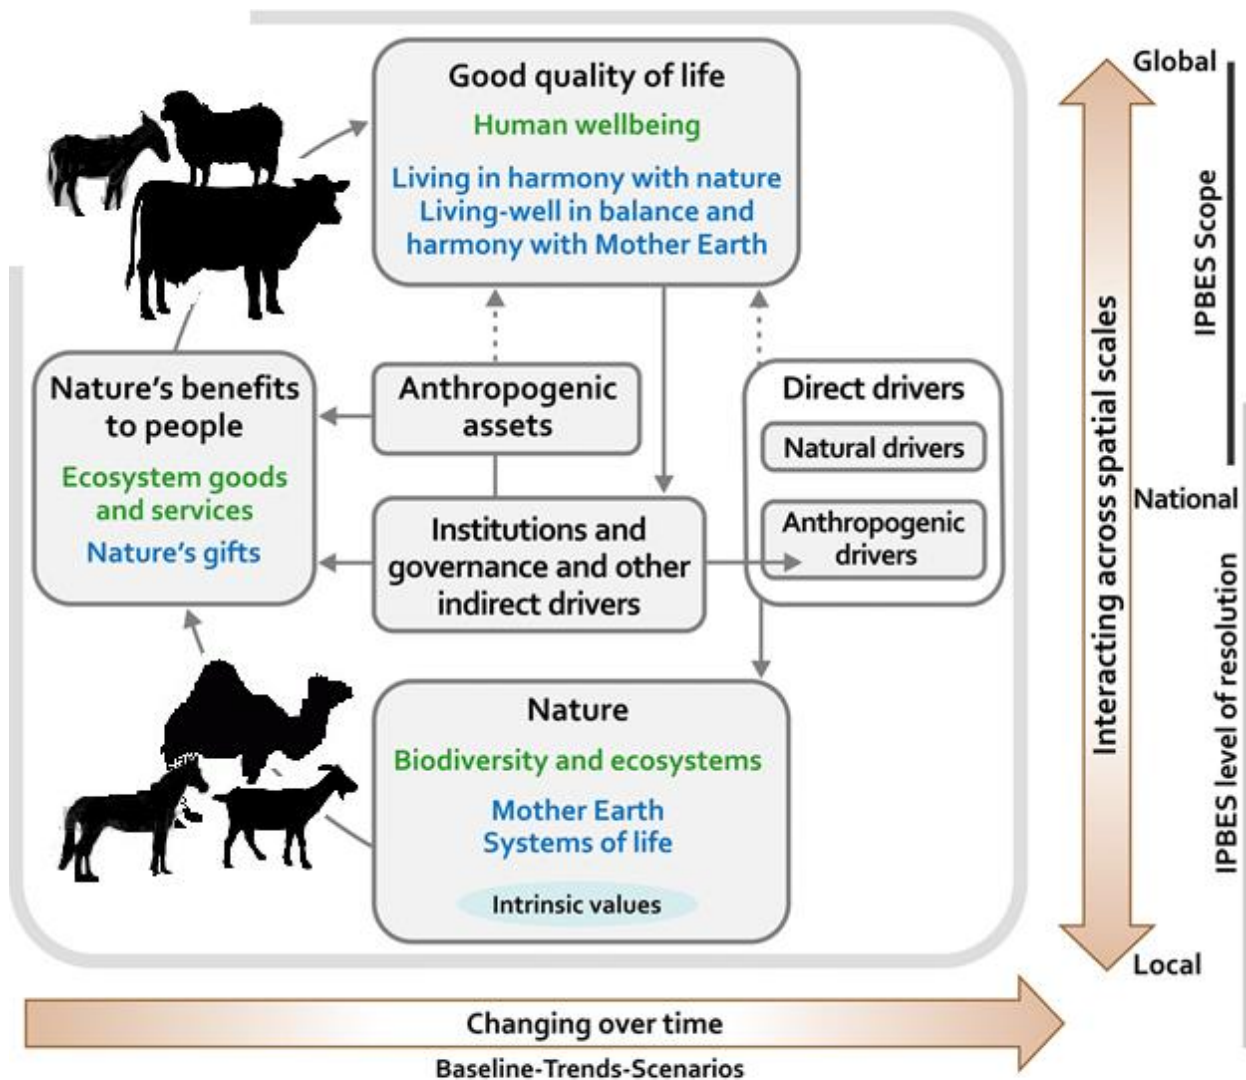 Good quality of life
Human wellbeing
Living in harmony with nature
Living-well in balance and
harmony with Mother Earth
Nature's benefits
to people
Ecosystem goods
and services
Nature's gifts
Anthropogenic
assets
Institutions and
governance and other
indirect drivers
Direct drivers
Natural drivers
Anthropogenic
drivers
Nature
Biodiversity and ecosystems
Mother Earth
Systems of life
Intrinsic values
Interacting across spatial scales
Global
National
Local
IPBES Scope
IPBES level of resolution
Changing over time
Baseline-Trends-Scenarios